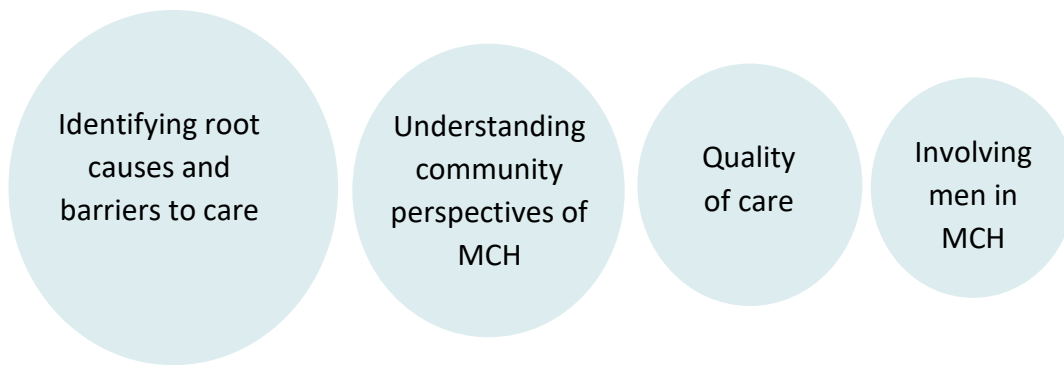 Identifying root
causes and
barriers to care
Understanding
community
perspectives of
MCH
Quality
of care
Involving
men in
MCH